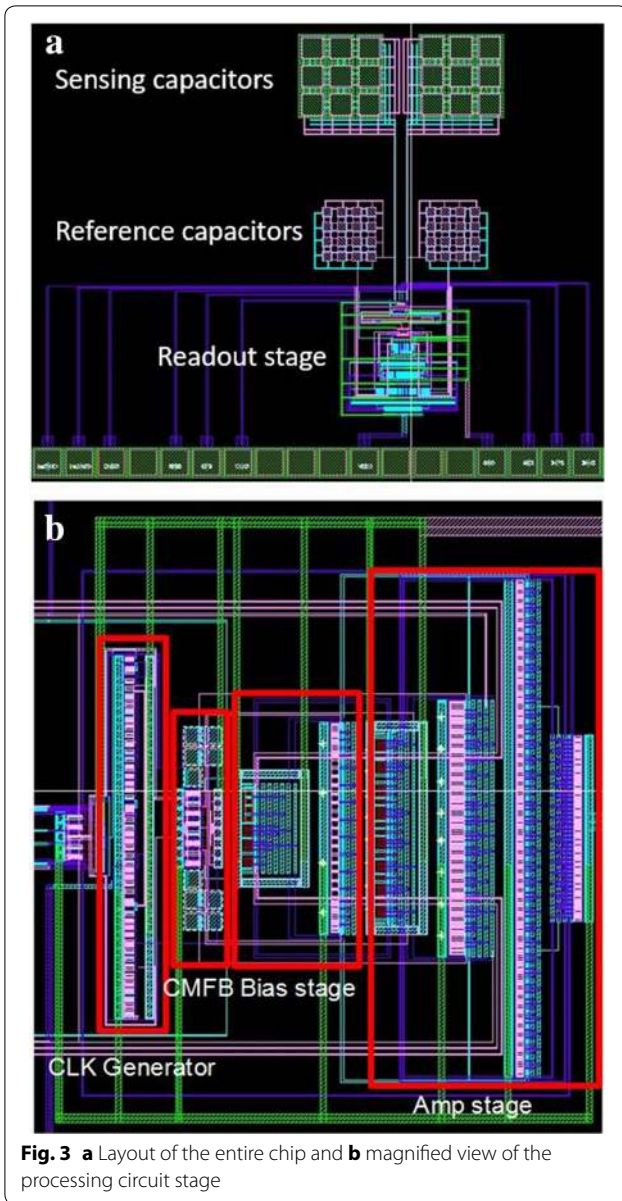 a
Sensing capacitors
Reference capacitors
Readout stage
b
CMFB Bias stage
CLK Generator
Amp stage
Fig. 3 a Layout of the entire chip and b magnified view of the
processing circuit stage